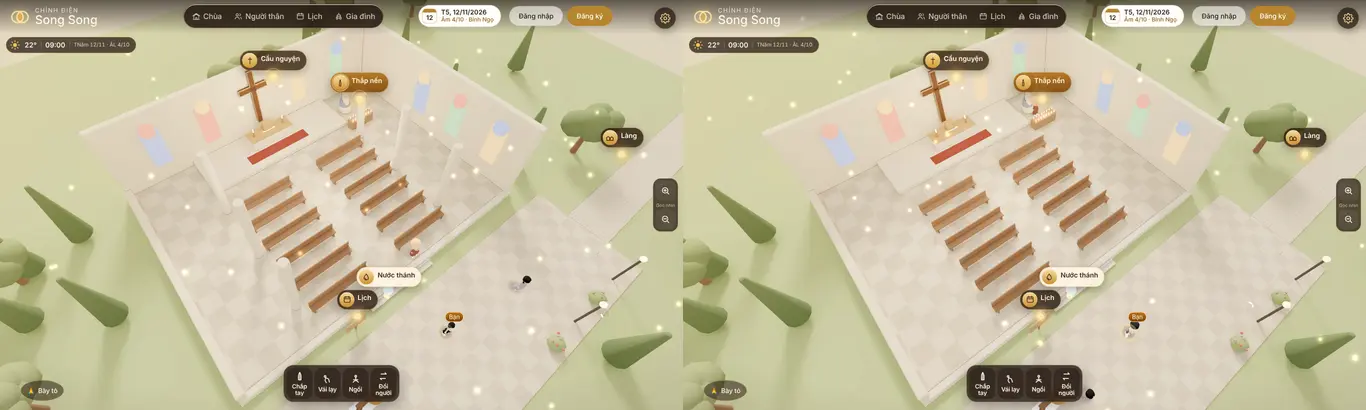 CHÍNH ĐIỆN
Song Song
Chùa
Người thân
Lịch
Gia đình
12
T5, 12/11/2026
Âm 4/10 · Bính Ngọ
Đăng nhập
Đăng ký
22°
09:00
Cầu nguyện
Thắp nến
Làng
Nước thánh
Lịch
Bạn
Bày tỏ
Chắp
tay
Vái lạy
Ngồi
Đổi
người
CHÍNH ĐIỆN
Song Song
Chùa
Người thân
Lịch
Gia đình
12
T5, 12/11/2026
Âm 4/10 · Bính Ngọ
Đăng nhập
Đăng ký
22°
09:00
Cầu nguyện
Thắp nến
Làng
Nước thánh
Lịch
Bạn
Bày tỏ
Chắp
tay
Vái lạy
Ngồi
Đổi
người